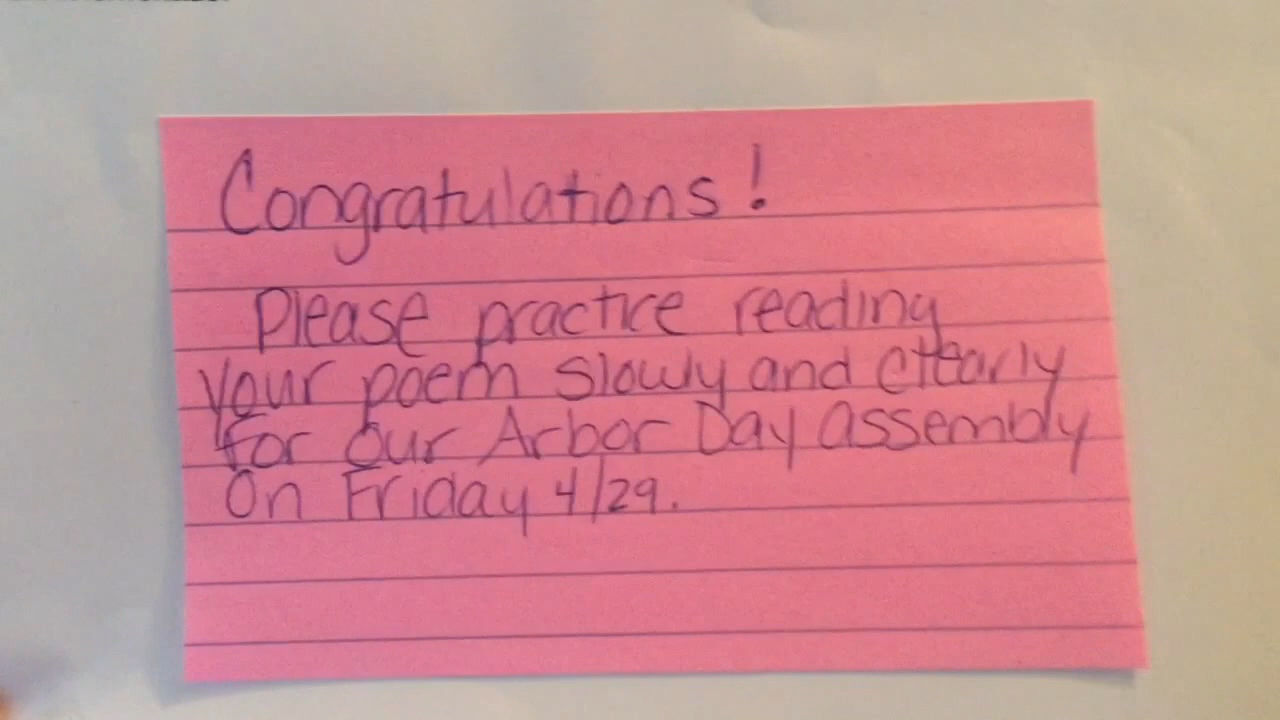 Congratulations!
Please practice reading
your poem slowly and clearly
for our Arbor Day assembly
on Friday 4/29.